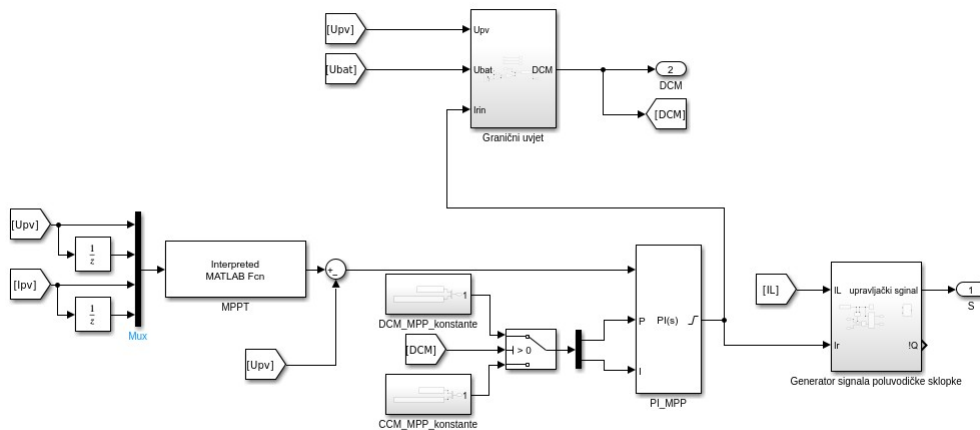 [Upv]
Upv
[Ubat]
Ubat
DCM
2
DCM
[DCM]
Irin
Granični uvjet
[Upv]
1
z
[Ipv]
1
z
Mux
Interpreted
MATLAB Fcn
MPPT
+
−
[Upv]
1
DCM_MPP_konstante
[DCM]
> 0
1
CCM_MPP_konstante
P
PI(s)
I
PI_MPP
[IL]
IL
upravljački sginal
1
S
Ir
!Q
Generator signala poluvodičke sklopke